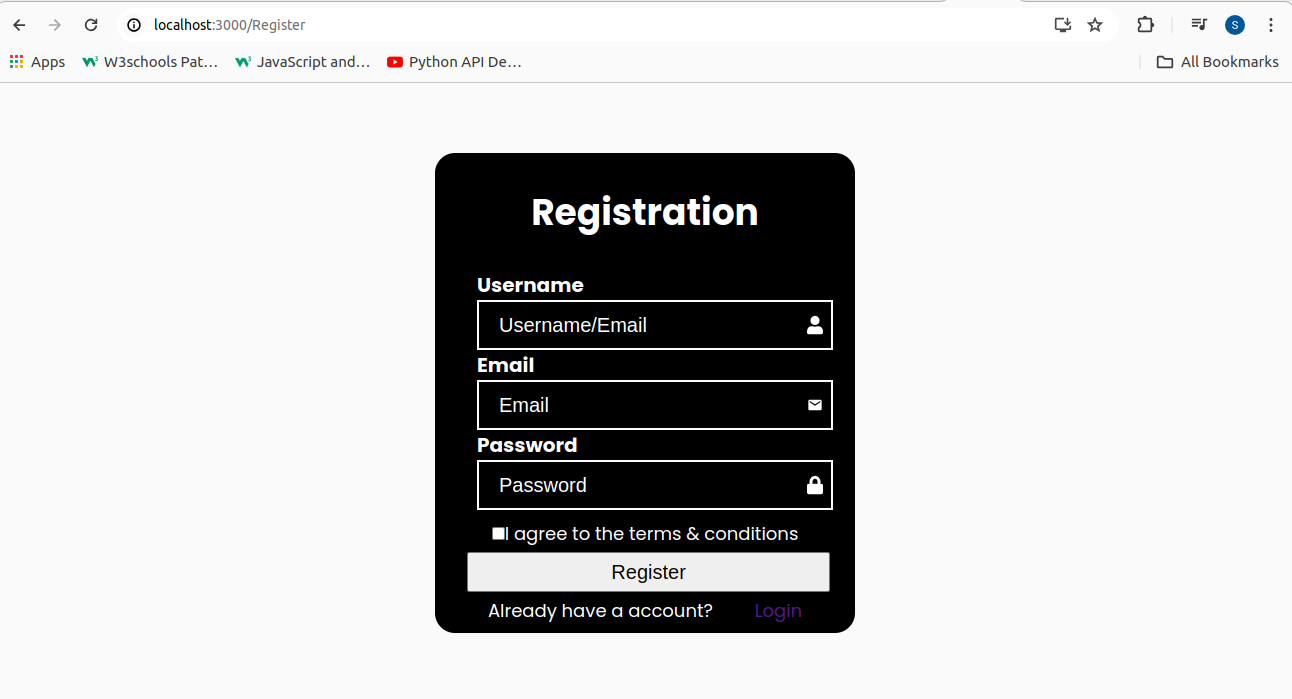 localhost:3000/Register
S
Apps W3schools Pat... JavaScript and... Python API De... All Bookmarks
Registration
Username
Username/Email
Email
Email
Password
Password
I agree to the terms & conditions
Register
Already have a account? Login